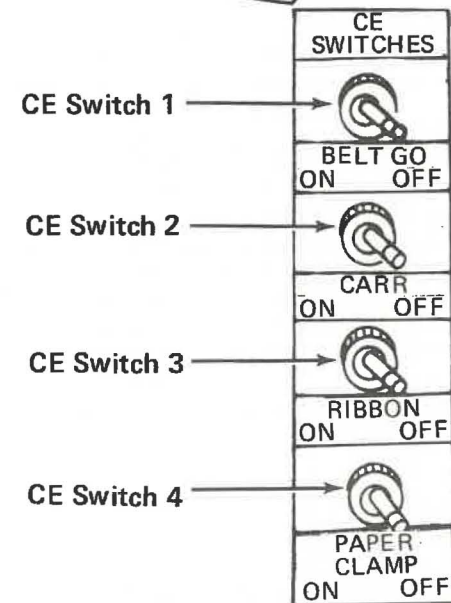 CE
SWITCHES
CE Switch 1
BELT GO
ON OFF
CE Switch 2
CARR
ON OFF
CE Switch 3
RIBBON
ON OFF
CE Switch 4
PAPER
CLAMP
ON OFF